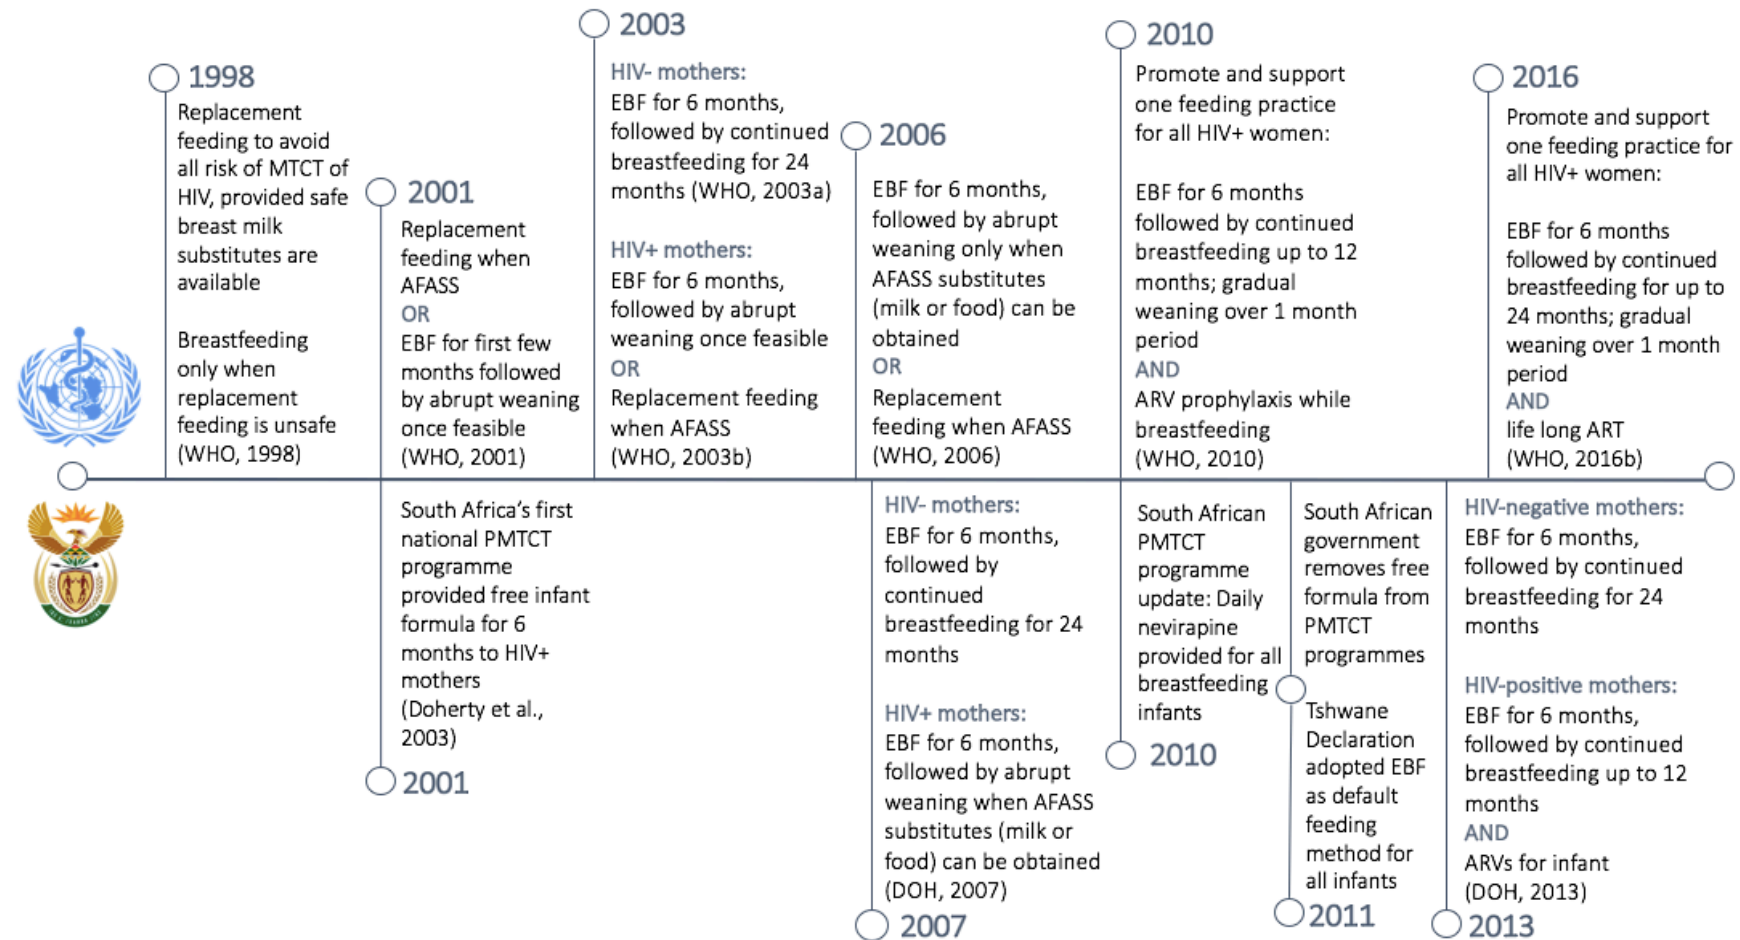 1998
Replacement
feeding to avoid
all risk of MTCT of
HIV, provided safe
breast milk
substitutes are
available
Breastfeeding
only when
replacement
feeding is unsafe
(WHO, 1998)
2001
Replacement
feeding when
AFASS
OR
EBF for first few
months followed
by abrupt weaning
once feasible
(WHO, 2001)
2003
HIV- mothers:
EBF for 6 months,
followed by continued
breastfeeding for 24
months (WHO, 2003a)
HIV+ mothers:
EBF for 6 months,
followed by abrupt
weaning once feasible
OR
Replacement feeding
when AFASS
(WHO, 2003b)
2006
EBF for 6 months,
followed by abrupt
weaning only when
AFASS substitutes
(milk or food) can be
obtained
OR
Replacement
feeding when AFASS
(WHO, 2006)
2010
Promote and support
one feeding practice
for all HIV+ women:
EBF for 6 months
followed by continued
breastfeeding up to 12
months; gradual
weaning over 1 month
period
AND
ARV prophylaxis while
breastfeeding
(WHO, 2010)
2016
Promote and support
one feeding practice for
all HIV+ women:
EBF for 6 months
followed by continued
breastfeeding for up to
24 months; gradual
weaning over 1 month
period
AND
life long ART
(WHO, 2016b)
South Africa's first
national PMTCT
programme
provided free infant
formula for 6
months to HIV+
mothers
(Doherty et al.,
2003)
2001
HIV- mothers:
EBF for 6 months,
followed by
continued
breastfeeding for 24
months
HIV+ mothers:
EBF for 6 months,
followed by abrupt
weaning when AFASS
substitutes (milk or
food) can be obtained
(DOH, 2007)
2007
South African
PMTCT
programme
update: Daily
nevirapine
provided for all
breastfeeding
infants
2010
South African
government
removes free
formula from
PMTCT
programmes
Tshwane
Declaration
adopted EBF
as default
feeding
method for
all infants
2011
HIV-negative mothers:
EBF for 6 months,
followed by continued
breastfeeding for 24
months
HIV-positive mothers:
EBF for 6 months,
followed by continued
breastfeeding up to 12
months
AND
ARVs for infant
(DOH, 2013)
2013